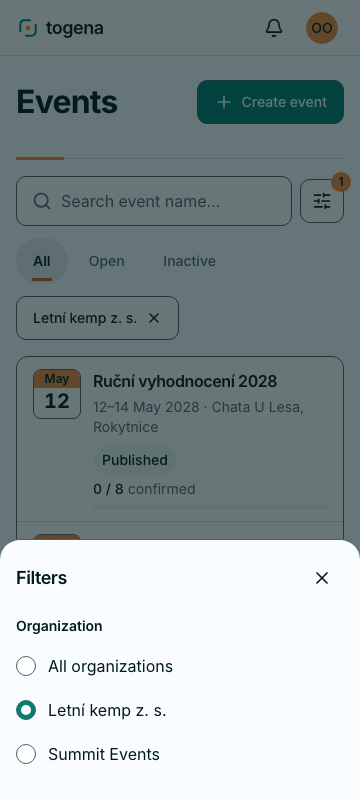 togena
OO
Events
Create event
Search event name...
1
All
Open
Inactive
Letní kemp z. s.
May
12
Ruční vyhodnocení 2028
12–14 May 2028 · Chata U Lesa,
Rokytnice
Published
0 / 8 confirmed
Filters
Organization
All organizations
Letní kemp z. s.
Summit Events